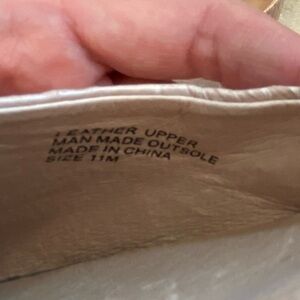 LEATHER UPPER
MAN MADE OUTSOLE
MADE IN CHINA
SIZE 11M